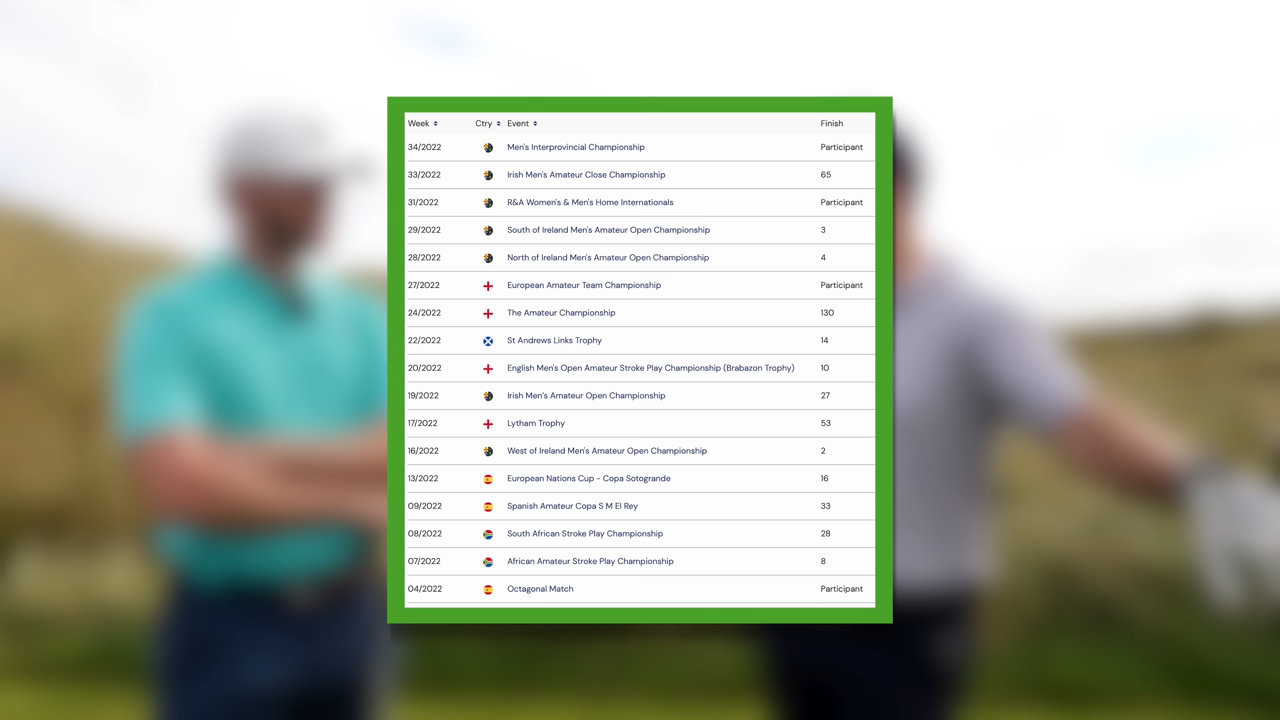 Week Ctry Event Finish
34/2022 Men's Interprovincial Championship Participant
33/2022 Irish Men's Amateur Close Championship 65
31/2022 R&A Women's & Men's Home Internationals Participant
29/2022 South of Ireland Men's Amateur Open Championship 3
28/2022 North of Ireland Men's Amateur Open Championship 4
27/2022 European Amateur Team Championship Participant
24/2022 The Amateur Championship 130
22/2022 St Andrews Links Trophy 14
20/2022 English Men's Open Amateur Stroke Play Championship (Brabazon Trophy) 10
19/2022 Irish Men's Amateur Open Championship 27
17/2022 Lytham Trophy 53
16/2022 West of Ireland Men's Amateur Open Championship 2
13/2022 European Nations Cup - Copa Sotogrande 16
09/2022 Spanish Amateur Copa S M El Rey 33
08/2022 South African Stroke Play Championship 28
07/2022 African Amateur Stroke Play Championship 8
04/2022 Octagonal Match Participant